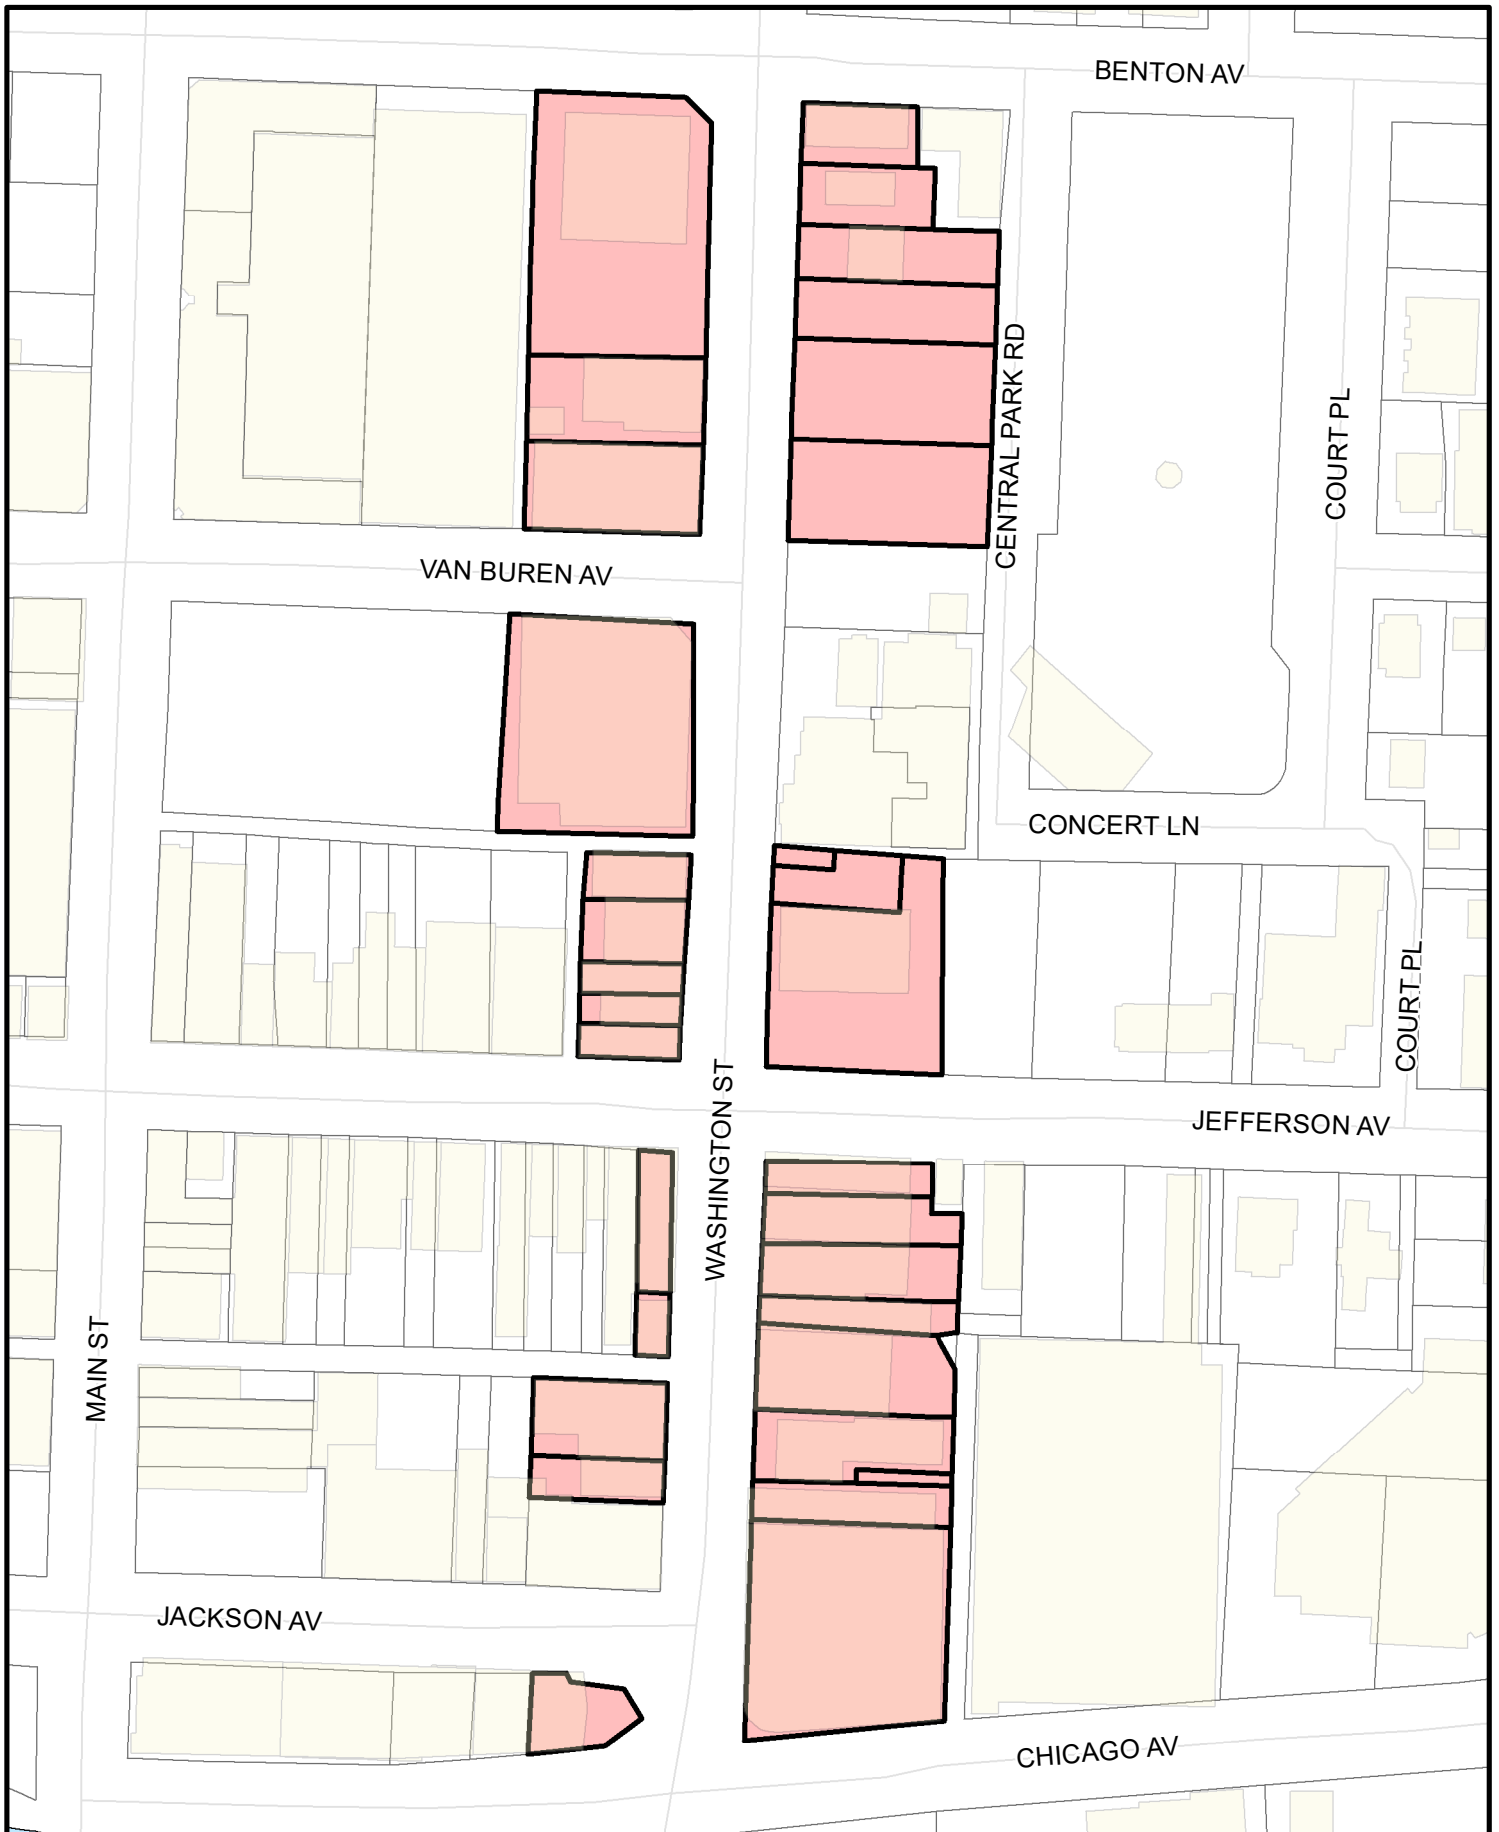 BENTON AV
CENTRAL PARK RD
COURT PL
VAN BUREN AV
CONCERT LN
COURT PL
WASHINGTON ST
JEFFERSON AV
MAIN ST
JACKSON AV
CHICAGO AV